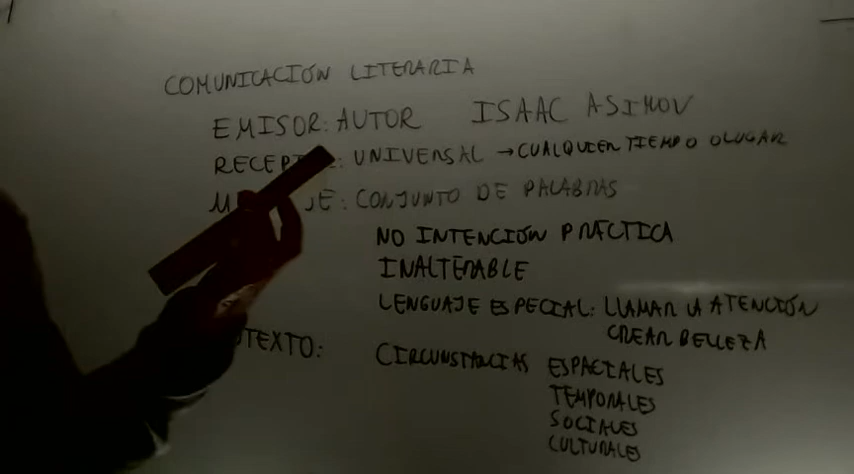 COMUNICACIÓN LITERARIA
EMISOR: AUTOR ISAAC ASIMOV
UNIVERSAL → CUALQUIER TIEMPO O LUGAR
CONJUNTO DE PALABRAS
NO INTENCIÓN PRÁCTICA
INALTERABLE
LENGUAJE ESPECIAL: LLAMAR LA ATENCIÓN
CREAR BELLEZA
CIRCUNSTANCIAS ESPACIALES
TEMPORALES
SOCIALES
CULTURALES